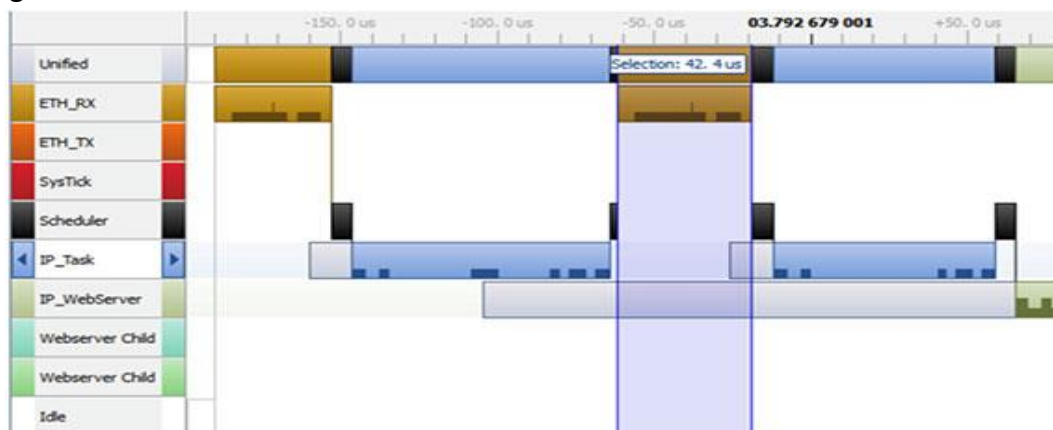 -150. 0 us -100. 0 us -50. 0 us 03.792 679 001 +50. 0 us
Unified
Selection: 42. 4 us
ETH_RX
ETH_TX
SysTick
Scheduler
IP_Task
IP_WebServer
Webserver Child
Webserver Child
Idle